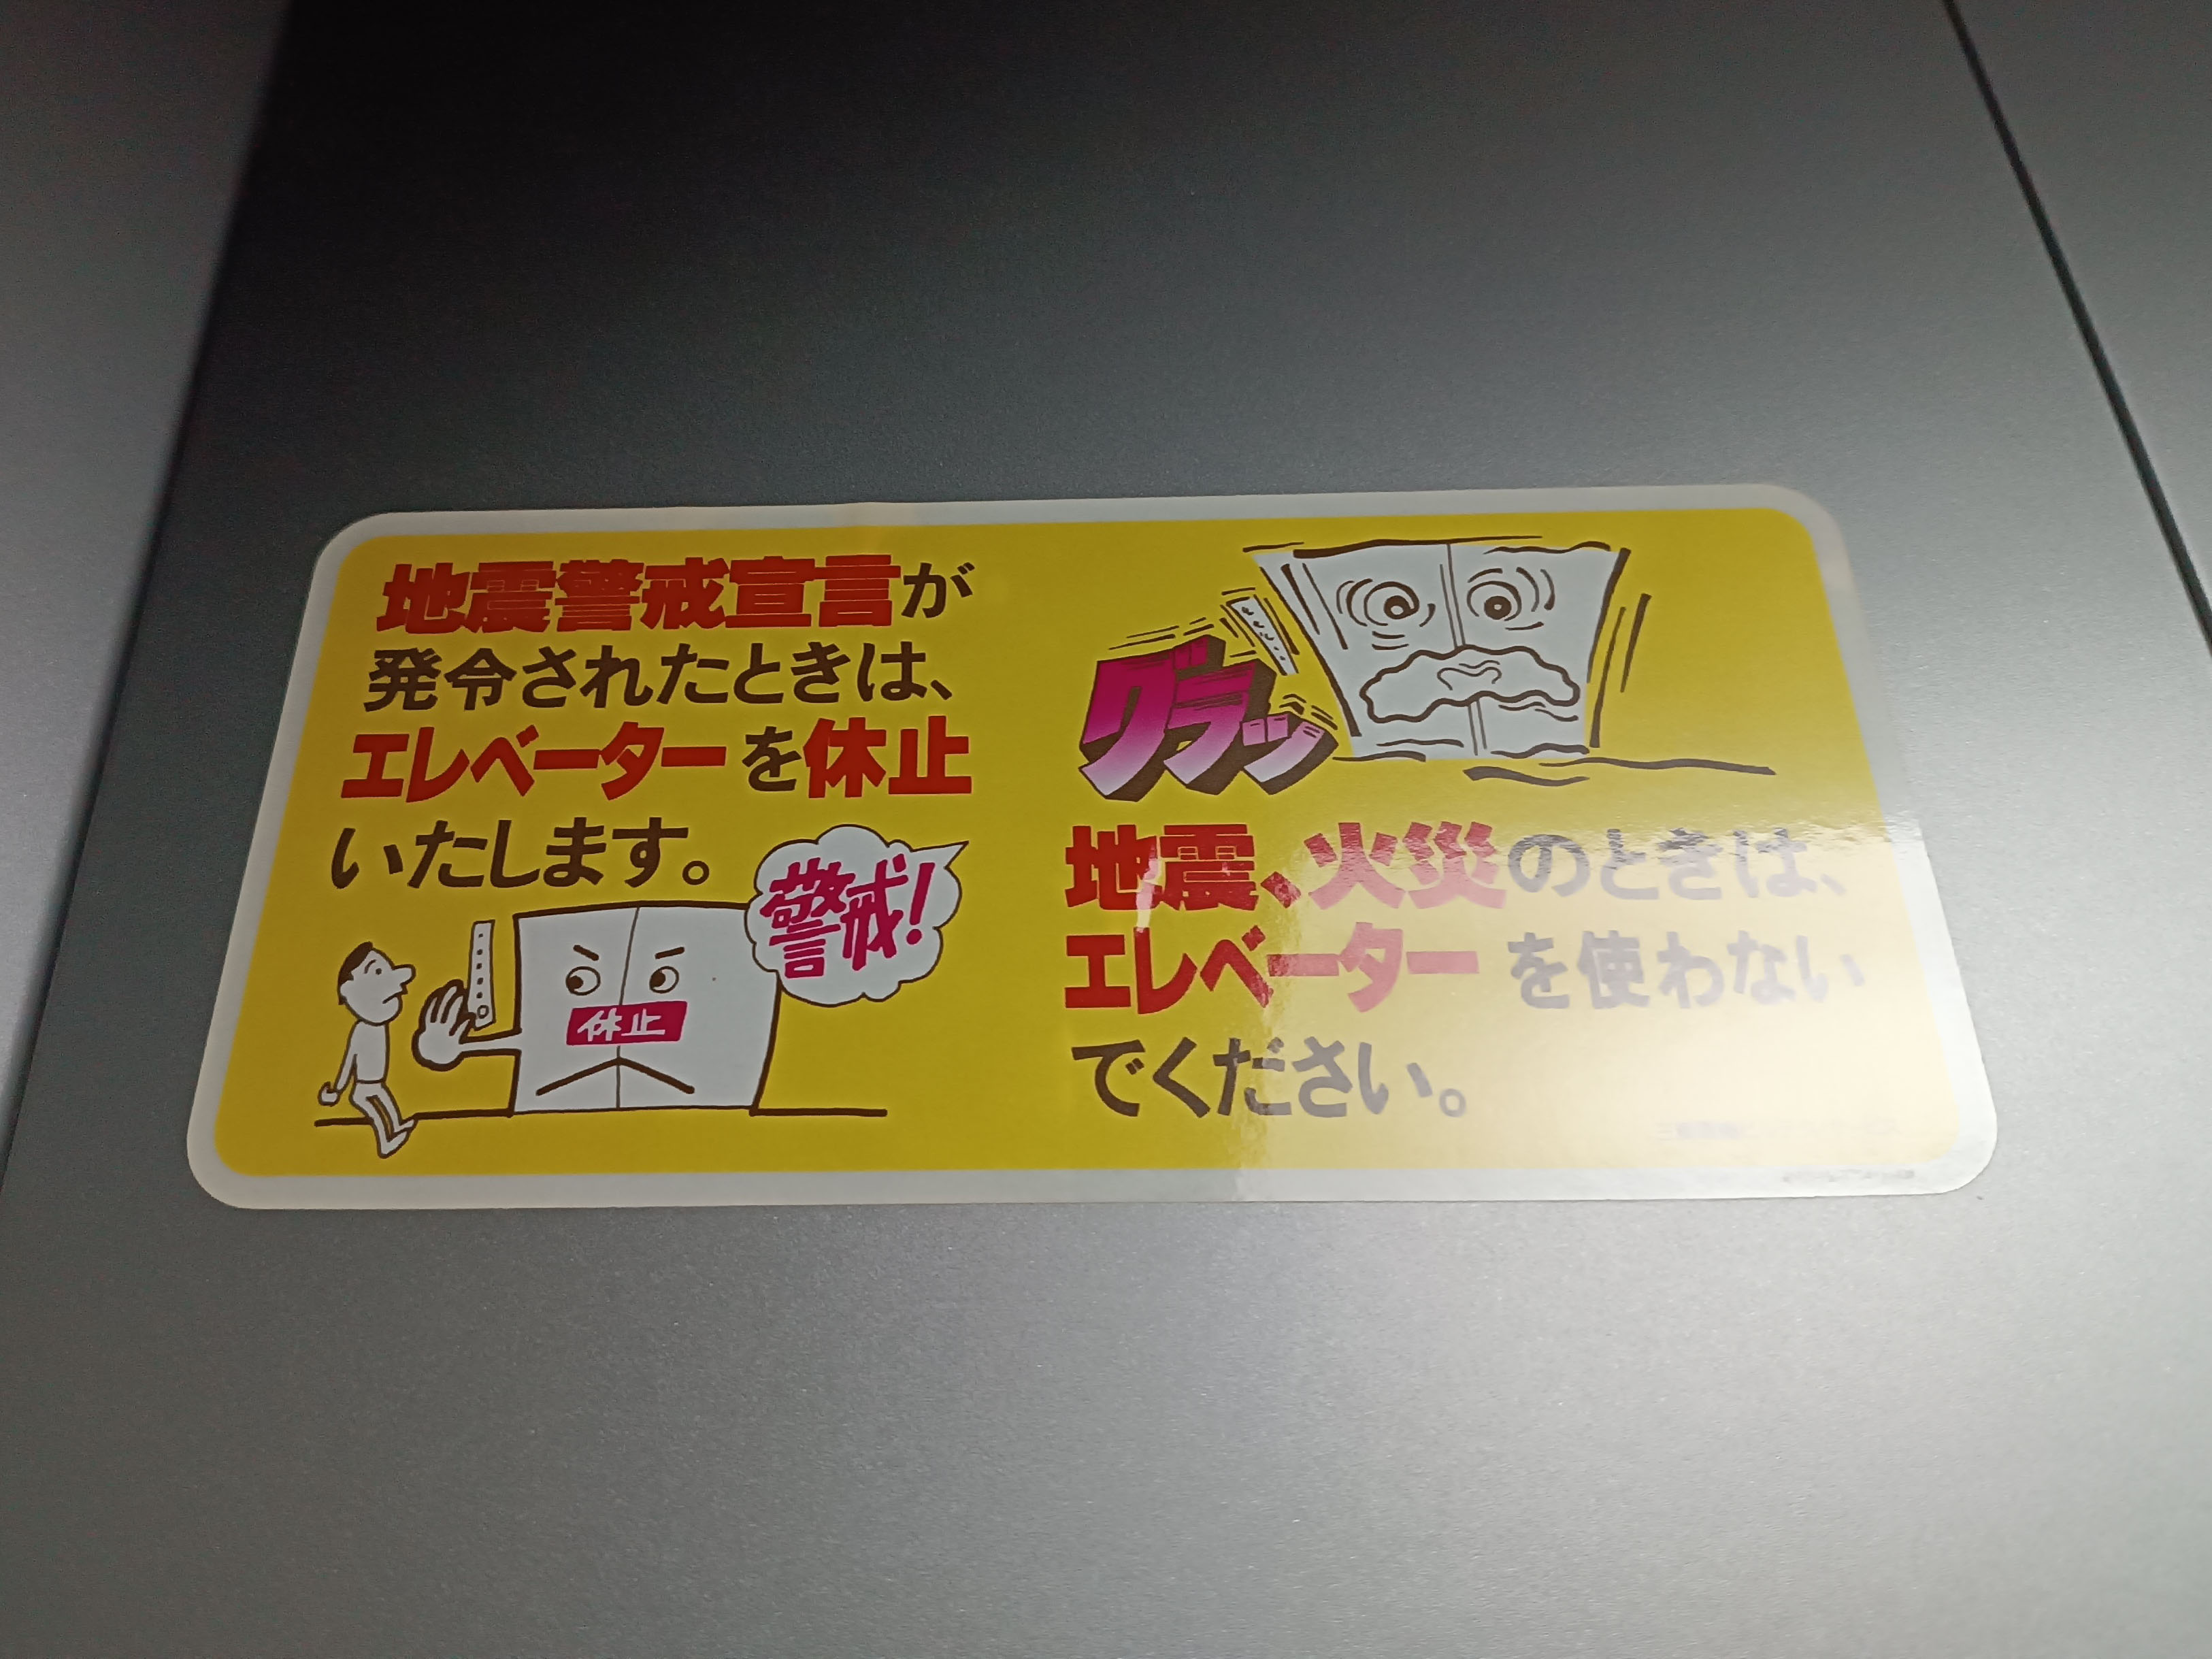 地震警戒宣言が
発令されたときは、
エレベーターを休止
いたします。
警戒!
休止
グラッ
地震、火災のときは、
エレベーターを使わない
でください。